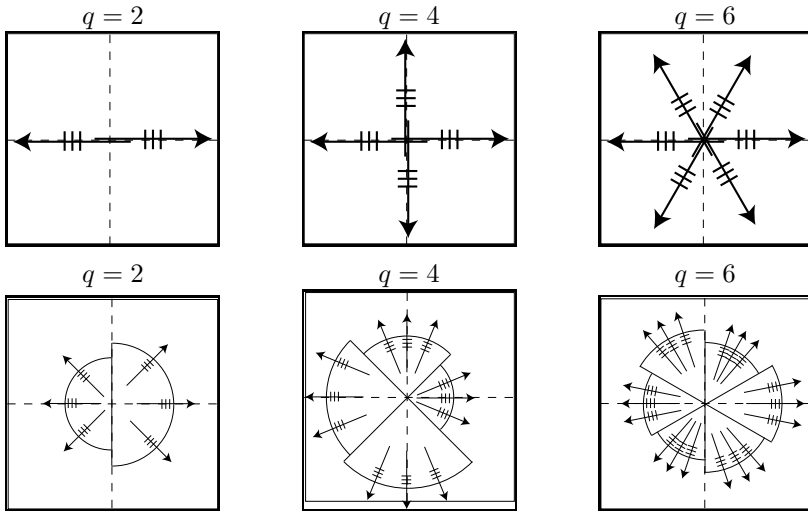 q = 2
q = 4
q = 6
q = 2
q = 4
q = 6